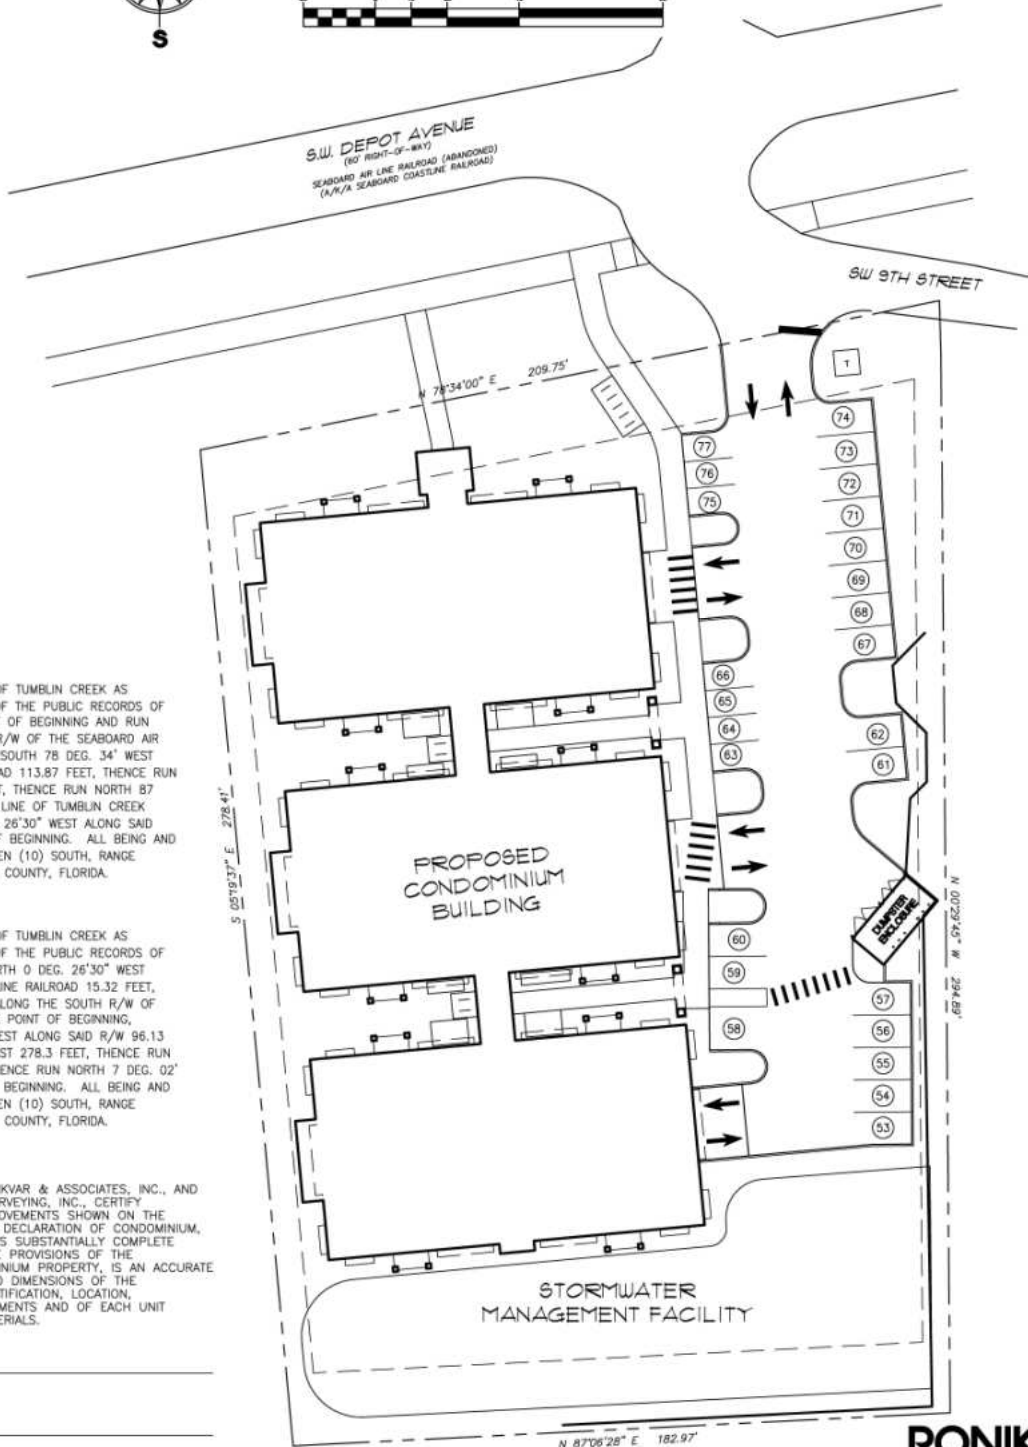 S
S.W. DEPOT AVENUE
(60' RIGHT-OF-WAY)
SEABOARD AIR LINE RAILROAD (ABANDONED)
(A/K/A SEABOARD COASTLINE RAILROAD)
SW 9TH STREET
N 78°34'00" E 209.75'
T
74
77
73
76
72
75
71
70
69
68
67
66
65
64
63
62
61
60
59
58
57
56
55
54
53
S 05°19'37" E 278.41'
N 00°29'45" W 294.89'
PROPOSED
CONDOMINIUM
BUILDING
DUMPSTER
ENCLOSURE
STORMWATER
MANAGEMENT FACILITY
N 87°06'28" E 182.97'
OF TUMBLIN CREEK AS
OF THE PUBLIC RECORDS OF
OF BEGINNING AND RUN
R/W OF THE SEABOARD AIR
SOUTH 78 DEG. 34' WEST
AD 113.87 FEET, THENCE RUN
T, THENCE RUN NORTH 87
LINE OF TUMBLIN CREEK
26'30" WEST ALONG SAID
F BEGINNING. ALL BEING AND
EN (10) SOUTH, RANGE
COUNTY, FLORIDA.
OF TUMBLIN CREEK AS
OF THE PUBLIC RECORDS OF
RTH 0 DEG. 26'30" WEST
INE RAILROAD 15.32 FEET,
LONG THE SOUTH R/W OF
E POINT OF BEGINNING,
EST ALONG SAID R/W 96.13
ST 278.3 FEET, THENCE RUN
ENCE RUN NORTH 7 DEG. 02'
BEGINNING. ALL BEING AND
EN (10) SOUTH, RANGE
COUNTY, FLORIDA.
KVAR & ASSOCIATES, INC., AND
RVEYING, INC., CERTIFY
OVEMENTS SHOWN ON THE
DECLARATION OF CONDOMINIUM,
S SUBSTANTIALLY COMPLETE
E PROVISIONS OF THE
NIUM PROPERTY, IS AN ACCURATE
D DIMENSIONS OF THE
TIFICATION, LOCATION,
MENTS AND OF EACH UNIT
ERIALS.
RONIK